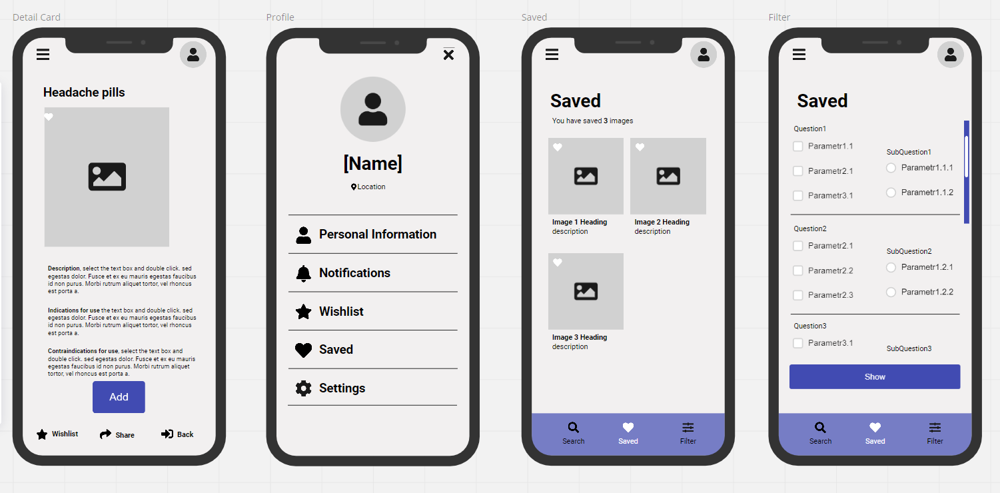 Detail Card
Headache pills
Description, select the text box and double click. sed
egestas dolor. Fusce et ex eu mauris egestas faucibus
id non purus. Morbi rutrum aliquet tortor, vel rhoncus
est porta a.
Indications for use the text box and double click. sed
egestas dolor. Fusce et ex eu mauris egestas faucibus
id non purus. Morbi rutrum aliquet tortor, vel rhoncus
est porta a.
Contraindications for use, select the text box and
double click. sed egestas dolor. Fusce et ex eu mauris
egestas faucibus id non purus. Morbi rutrum aliquet
tortor, vel rhoncus est porta a.
Add
Wishlist
Share
Back
Profile
[Name]
Location
Personal Information
Notifications
Wishlist
Saved
Settings
Saved
Saved
You have saved 3 images
Image 1 Heading
description
Image 2 Heading
description
Image 3 Heading
description
Search
Saved
Filter
Filter
Saved
Question1
Parametr1.1
Parametr2.1
Parametr3.1
SubQuestion1
Parametr1.1.1
Parametr1.1.2
Question2
Parametr2.1
Parametr2.2
Parametr2.3
SubQuestion2
Parametr1.2.1
Parametr1.2.2
Question3
Parametr3.1
SubQuestion3
Show
Search
Saved
Filter